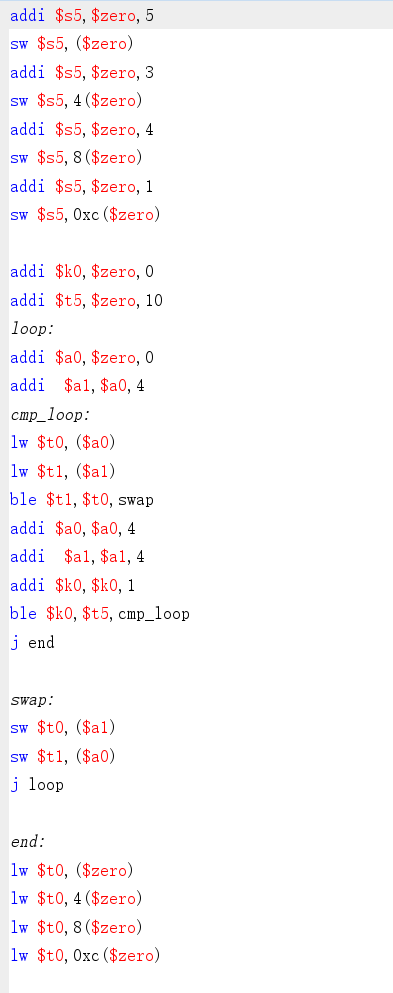 addi $s5,$zero,5
sw $s5,($zero)
addi $s5,$zero,3
sw $s5,4($zero)
addi $s5,$zero,4
sw $s5,8($zero)
addi $s5,$zero,1
sw $s5,0xc($zero)
addi $k0,$zero,0
addi $t5,$zero,10
loop:
addi $a0,$zero,0
addi  $a1,$a0,4
cmp_loop:
lw $t0,($a0)
lw $t1,($a1)
ble $t1,$t0,swap
addi $a0,$a0,4
addi  $a1,$a1,4
addi $k0,$k0,1
ble $k0,$t5,cmp_loop
j end
swap:
sw $t0,($a1)
sw $t1,($a0)
j loop
end:
lw $t0,($zero)
lw $t0,4($zero)
lw $t0,8($zero)
lw $t0,0xc($zero)